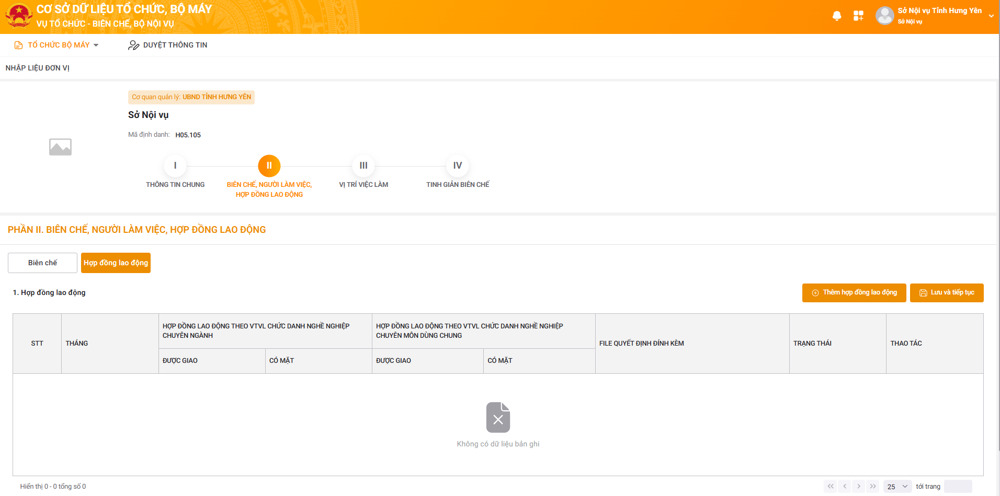 CƠ SỞ DỮ LIỆU TỔ CHỨC, BỘ MÁY
VỤ TỔ CHỨC - BIÊN CHẾ, BỘ NỘI VỤ
Sở Nội vụ Tỉnh Hưng Yên
Sở Nội vụ
TỔ CHỨC BỘ MÁY
DUYỆT THÔNG TIN
NHẬP LIỆU ĐƠN VỊ
Cơ quan quản lý: UBND TỈNH HƯNG YÊN
Sở Nội vụ
Mã định danh: H05.105
I
II
III
IV
THÔNG TIN CHUNG
BIÊN CHẾ, NGƯỜI LÀM VIỆC,
HỢP ĐỒNG LAO ĐỘNG
VỊ TRÍ VIỆC LÀM
TINH GIẢN BIÊN CHẾ
PHẦN II. BIÊN CHẾ, NGƯỜI LÀM VIỆC, HỢP ĐỒNG LAO ĐỘNG
Biên chế
Hợp đồng lao động
1. Hợp đồng lao động
Thêm hợp đồng lao động
Lưu và tiếp tục
STT
THÁNG
HỢP ĐỒNG LAO ĐỘNG THEO VTVL CHỨC DANH NGHỀ NGHIỆP
CHUYÊN NGÀNH
HỢP ĐỒNG LAO ĐỘNG THEO VTVL CHỨC DANH NGHỀ NGHIỆP
CHUYÊN MÔN DÙNG CHUNG
FILE QUYẾT ĐỊNH ĐÍNH KÈM
TRẠNG THÁI
THAO TÁC
ĐƯỢC GIAO
CÓ MẶT
ĐƯỢC GIAO
CÓ MẶT
Không có dữ liệu bản ghi
Hiển thị 0 - 0 tổng số 0
25
tới trang